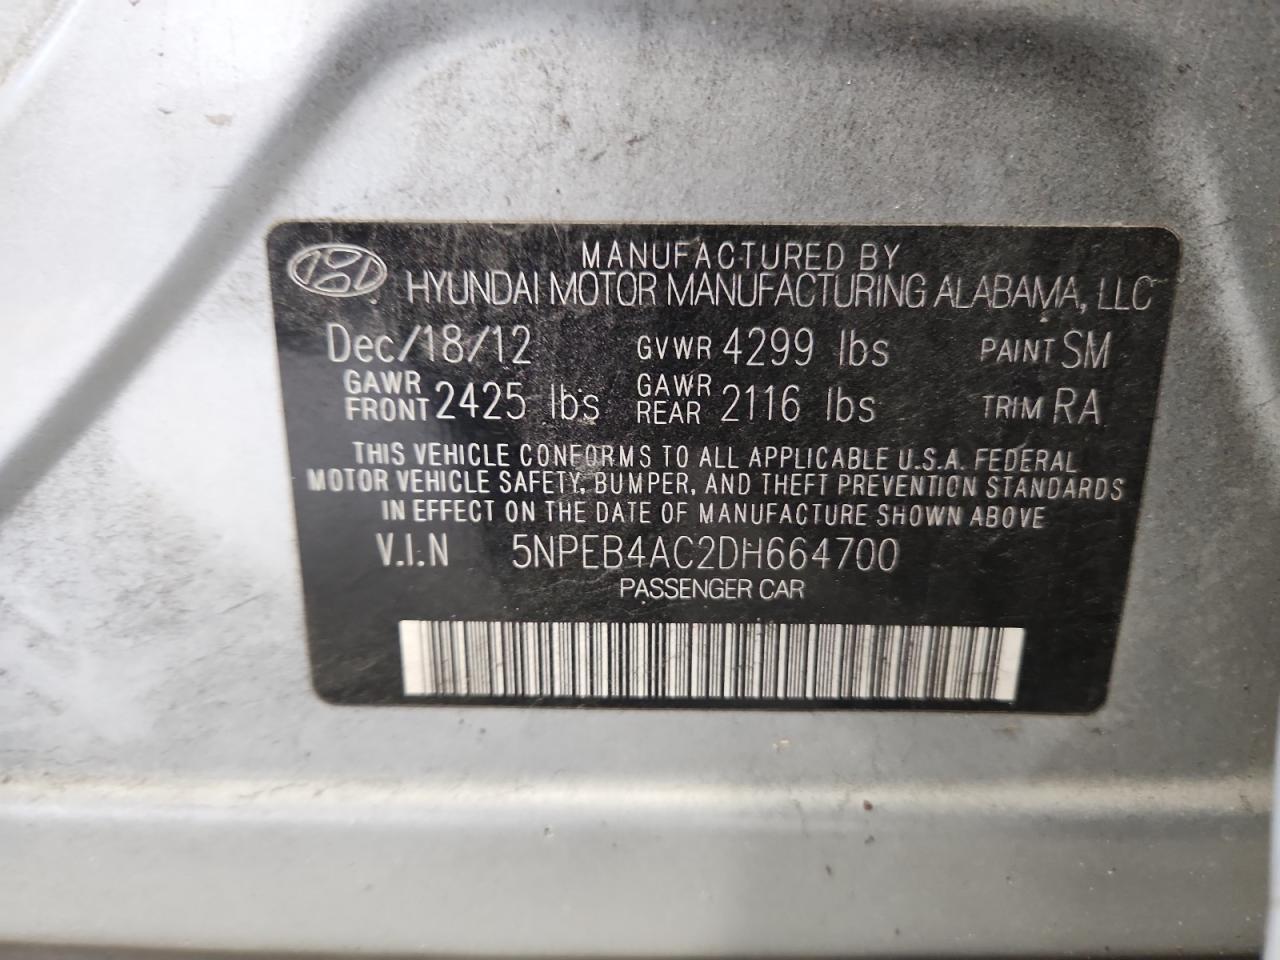 MANUFACTURED BY
HYUNDAI MOTOR MANUFACTURING ALABAMA, LLC
Dec/18/12 GVWR 4299 lbs PAINT SM
GAWR FRONT 2425 lbs GAWR REAR 2116 lbs TRIM RA
THIS VEHICLE CONFORMS TO ALL APPLICABLE U.S.A. FEDERAL
MOTOR VEHICLE SAFETY, BUMPER, AND THEFT PREVENTION STANDARDS
IN EFFECT ON THE DATE OF MANUFACTURE SHOWN ABOVE
V.I.N 5NPEB4AC2DH664700
PASSENGER CAR